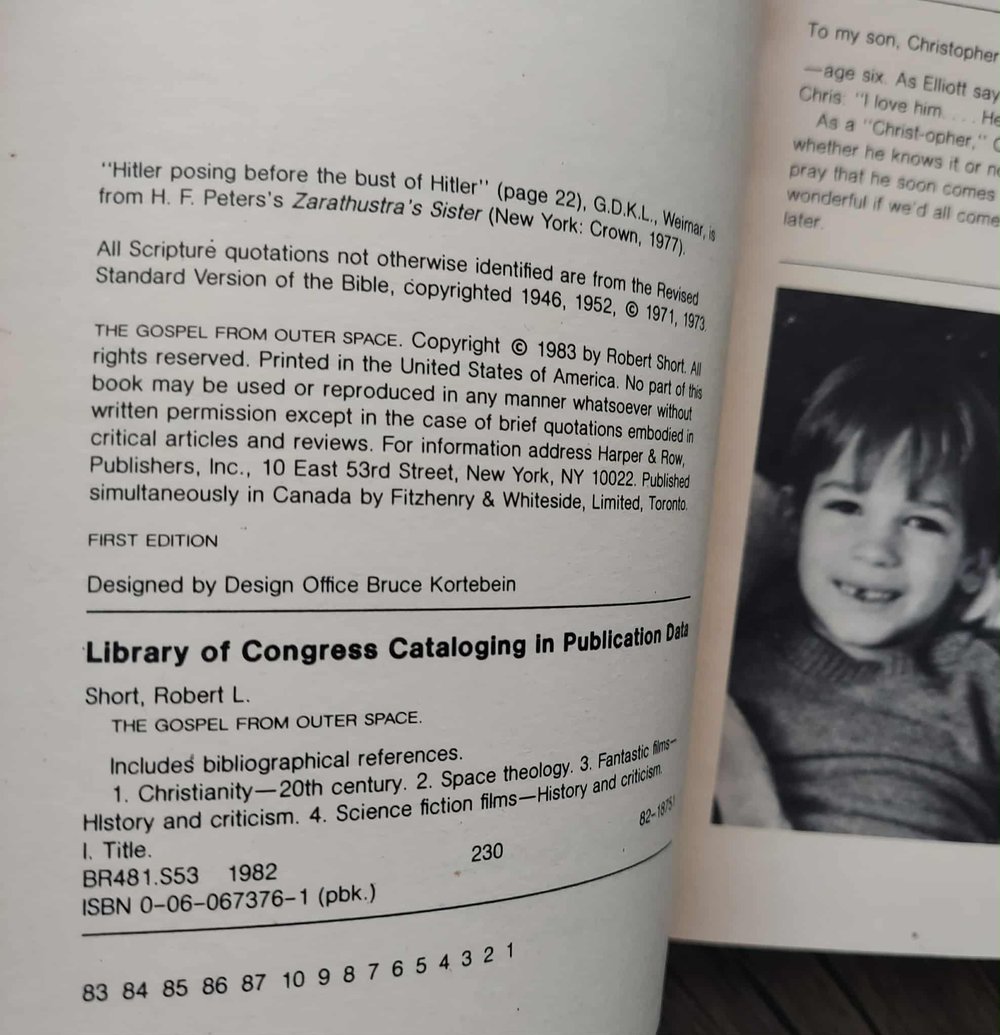 "Hitler posing before the bust of Hitler" (page 22), G.D.K.L., Weimar, is
from H. F. Peters's Zarathustra's Sister (New York: Crown, 1977).
All Scripture quotations not otherwise identified are from the Revised
Standard Version of the Bible, copyrighted 1946, 1952, © 1971, 1973.
THE GOSPEL FROM OUTER SPACE. Copyright © 1983 by Robert Short. All
rights reserved. Printed in the United States of America. No part of this
book may be used or reproduced in any manner whatsoever without
written permission except in the case of brief quotations embodied in
critical articles and reviews. For information address Harper & Row,
Publishers, Inc., 10 East 53rd Street, New York, NY 10022. Published
simultaneously in Canada by Fitzhenry & Whiteside, Limited, Toronto.
FIRST EDITION
Designed by Design Office Bruce Kortebein
Library of Congress Cataloging in Publication Data
Short, Robert L.
THE GOSPEL FROM OUTER SPACE.
Includes bibliographical references.
1. Christianity—20th century. 2. Space theology. 3. Fantastic films—
HIstory and criticism. 4. Science fiction films—History and criticism.
I. Title.
BR481.S53 1982 230 82-18751
ISBN 0-06-067376-1 (pbk.)
83 84 85 86 87 10 9 8 7 6 5 4 3 2 1
To my son, Christopher
—age six. As Elliott say
Chris: "I love him. . . . He
As a "Christ-opher,"
whether he knows it or
pray that he soon comes
wonderful if we'd all come
later.